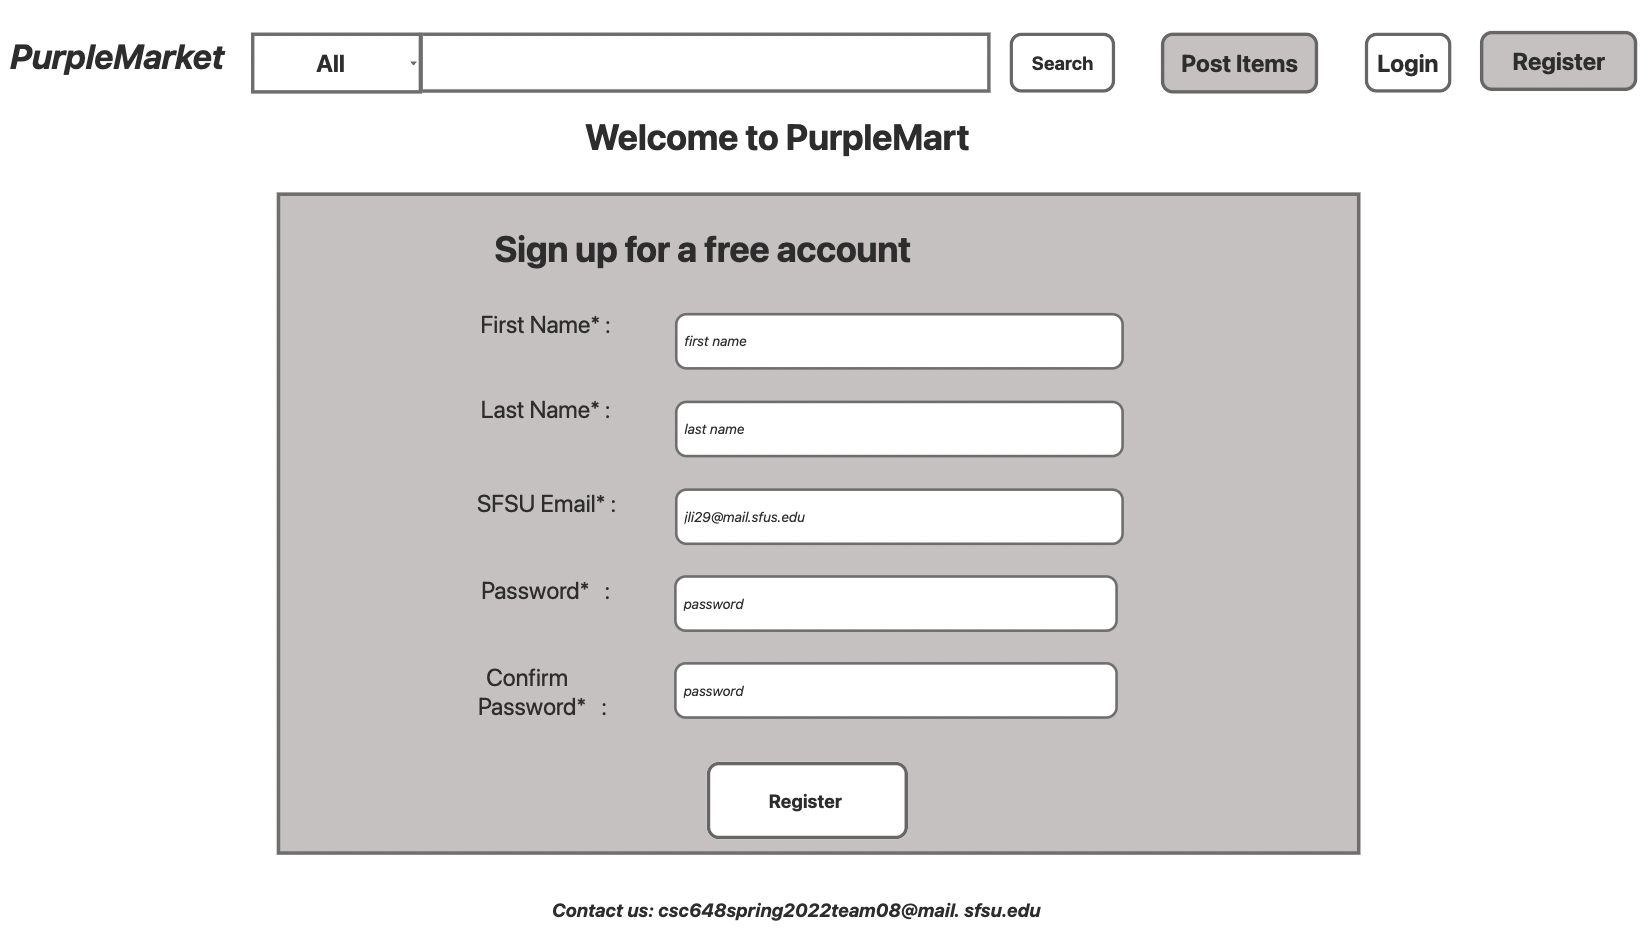 PurpleMarket All Search Post Items Login Register
Welcome to PurpleMart
Sign up for a free account
First Name* : first name
Last Name* : last name
SFSU Email* : jli29@mail.sfus.edu
Password* : password
Confirm
Password* : password
Register
Contact us: csc648spring2022team08@mail. sfsu.edu